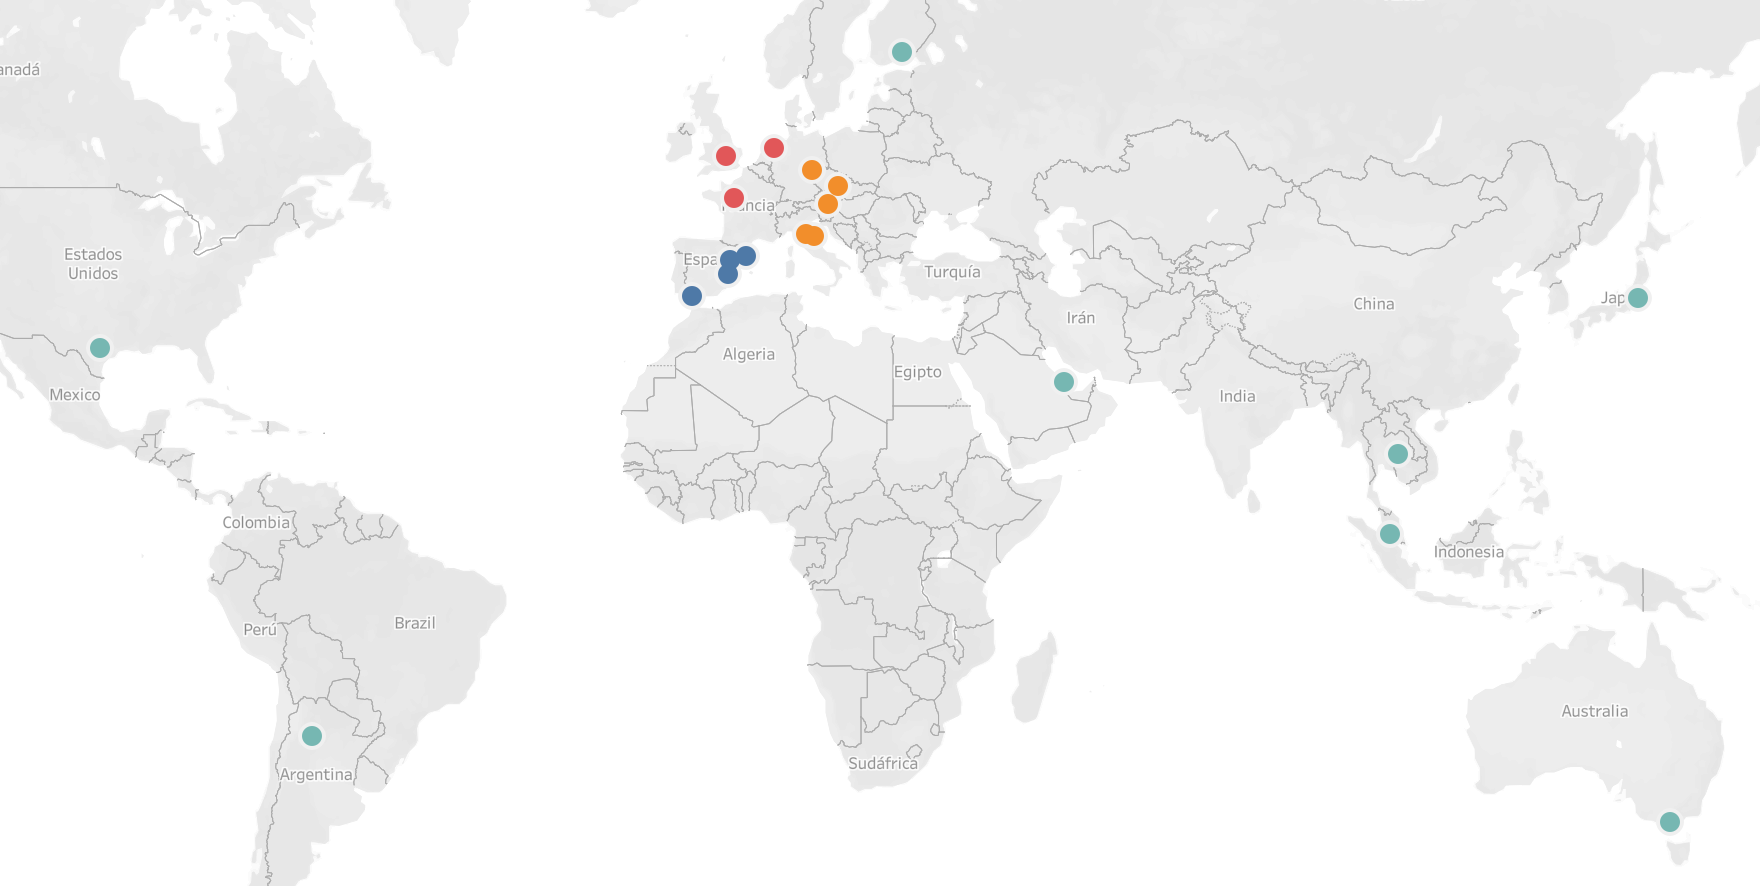 anadá
Estados
Unidos
Mexico
Colombia
Perú
Brazil
Argentina
ncia
Espa
Turquía
Algeria
Egipto
Irán
India
China
Jap
Indonesia
Sudáfrica
Australia